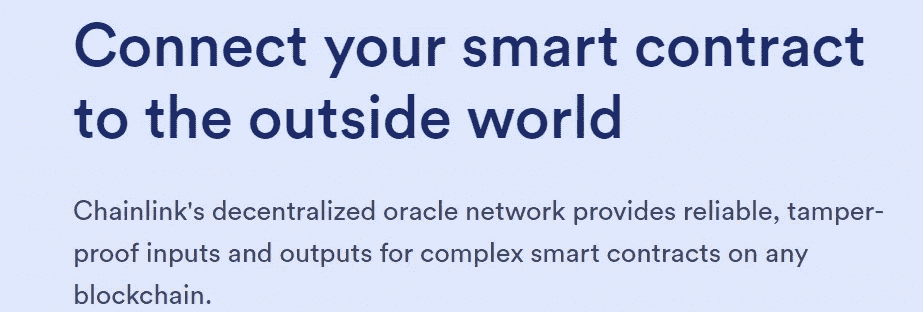 Connect your smart contract
to the outside world
Chainlink's decentralized oracle network provides reliable, tamper-
proof inputs and outputs for complex smart contracts on any
blockchain.